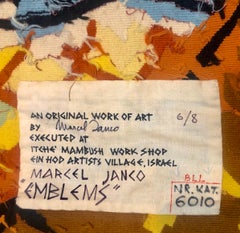 AN ORIGINAL WORK OF ART 6/8
BY Marcel Janco
EXECUTED AT
ITCHE' MAMBUSH WORK SHOP
EIN HOD ARTISTS VILLAGE, ISRAEL
MARCEL JANCO
"EMBLEMS"
BLI.
NR. KAT.
6010